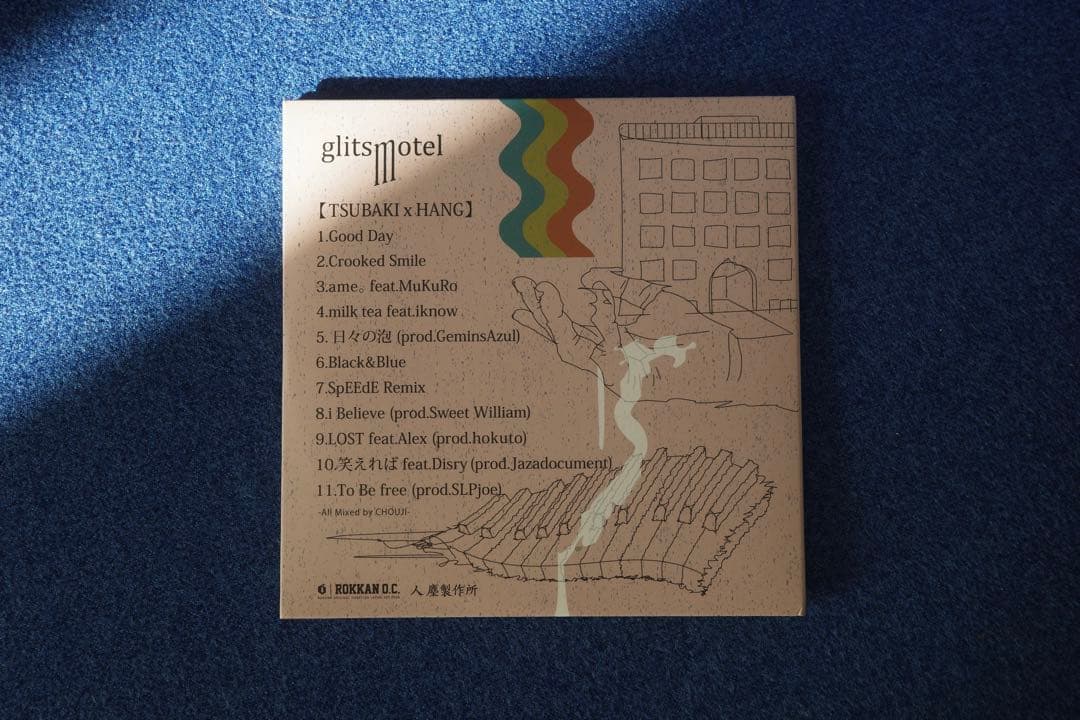 glitsmotel
【TSUBAKI x HANG】
1.Good Day
2.Crooked Smile
3.ame。feat.MuKuRo
4.milk tea feat.iknow
5. 日々の泡 (prod.GeminsAzul)
6.Black&Blue
7.SpEEdE Remix
8.i Believe (prod.Sweet William)
9.LOST feat.Alex (prod.hokuto)
10.笑えれば feat.Disry (prod.Jazadocument)
11.To Be free (prod.SLPjoe)
-All Mixed by CHOUJI-
ROKKAN O.C. 人 塵製作所